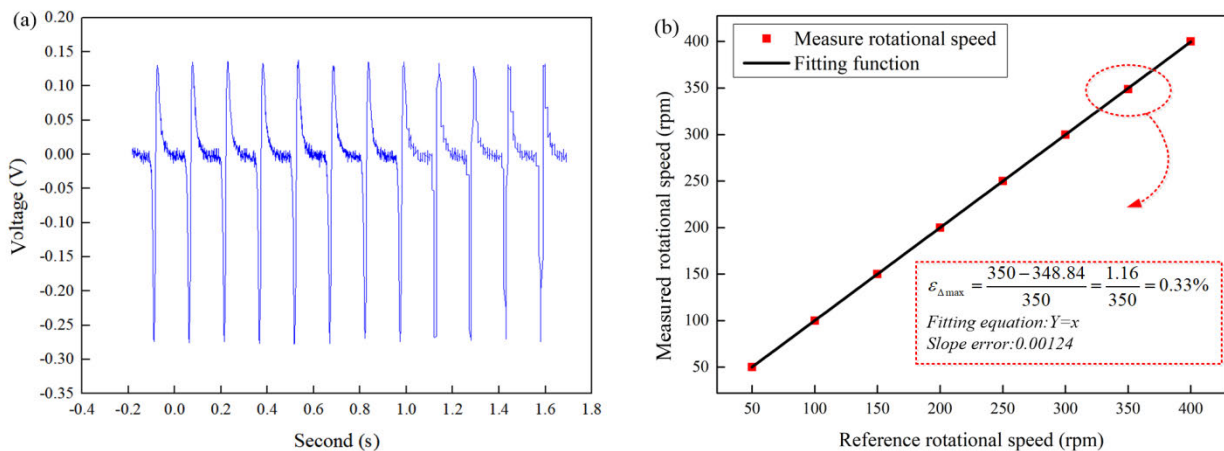 (a)
0.20
0.15
0.10
0.05
0.00
-0.05
-0.10
-0.15
-0.20
-0.25
-0.30
-0.35
Voltage (V)
-0.4 -0.2 0.0 0.2 0.4 0.6 0.8 1.0 1.2 1.4 1.6 1.8
Second (s)
(b)
Measure rotational speed
Fitting function
400
350
300
250
200
150
100
50
Measured rotational speed (rpm)
ε_Δmax = (350−348.84)/350 = 1.16/350 = 0.33%
Fitting equation:Y=x
Slope error:0.00124
50 100 150 200 250 300 350 400
Reference rotational speed (rpm)